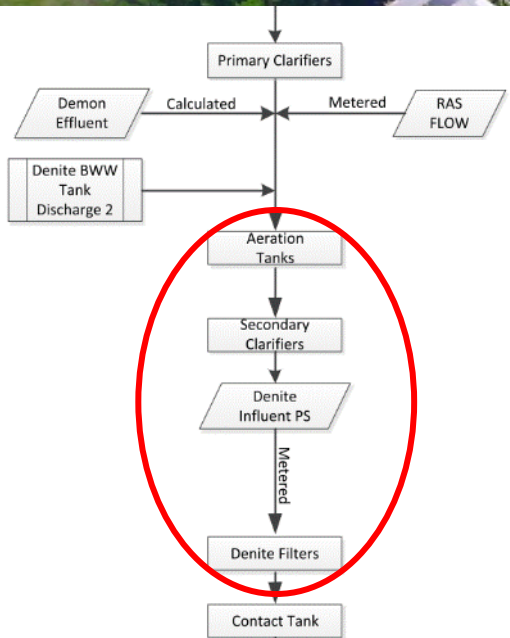 Primary Clarifiers
Demon
Effluent
Calculated
Metered
RAS
FLOW
Denite BWW
Tank
Discharge 2
Aeration
Tanks
Secondary
Clarifiers
Denite
Influent PS
Metered
Denite Filters
Contact Tank